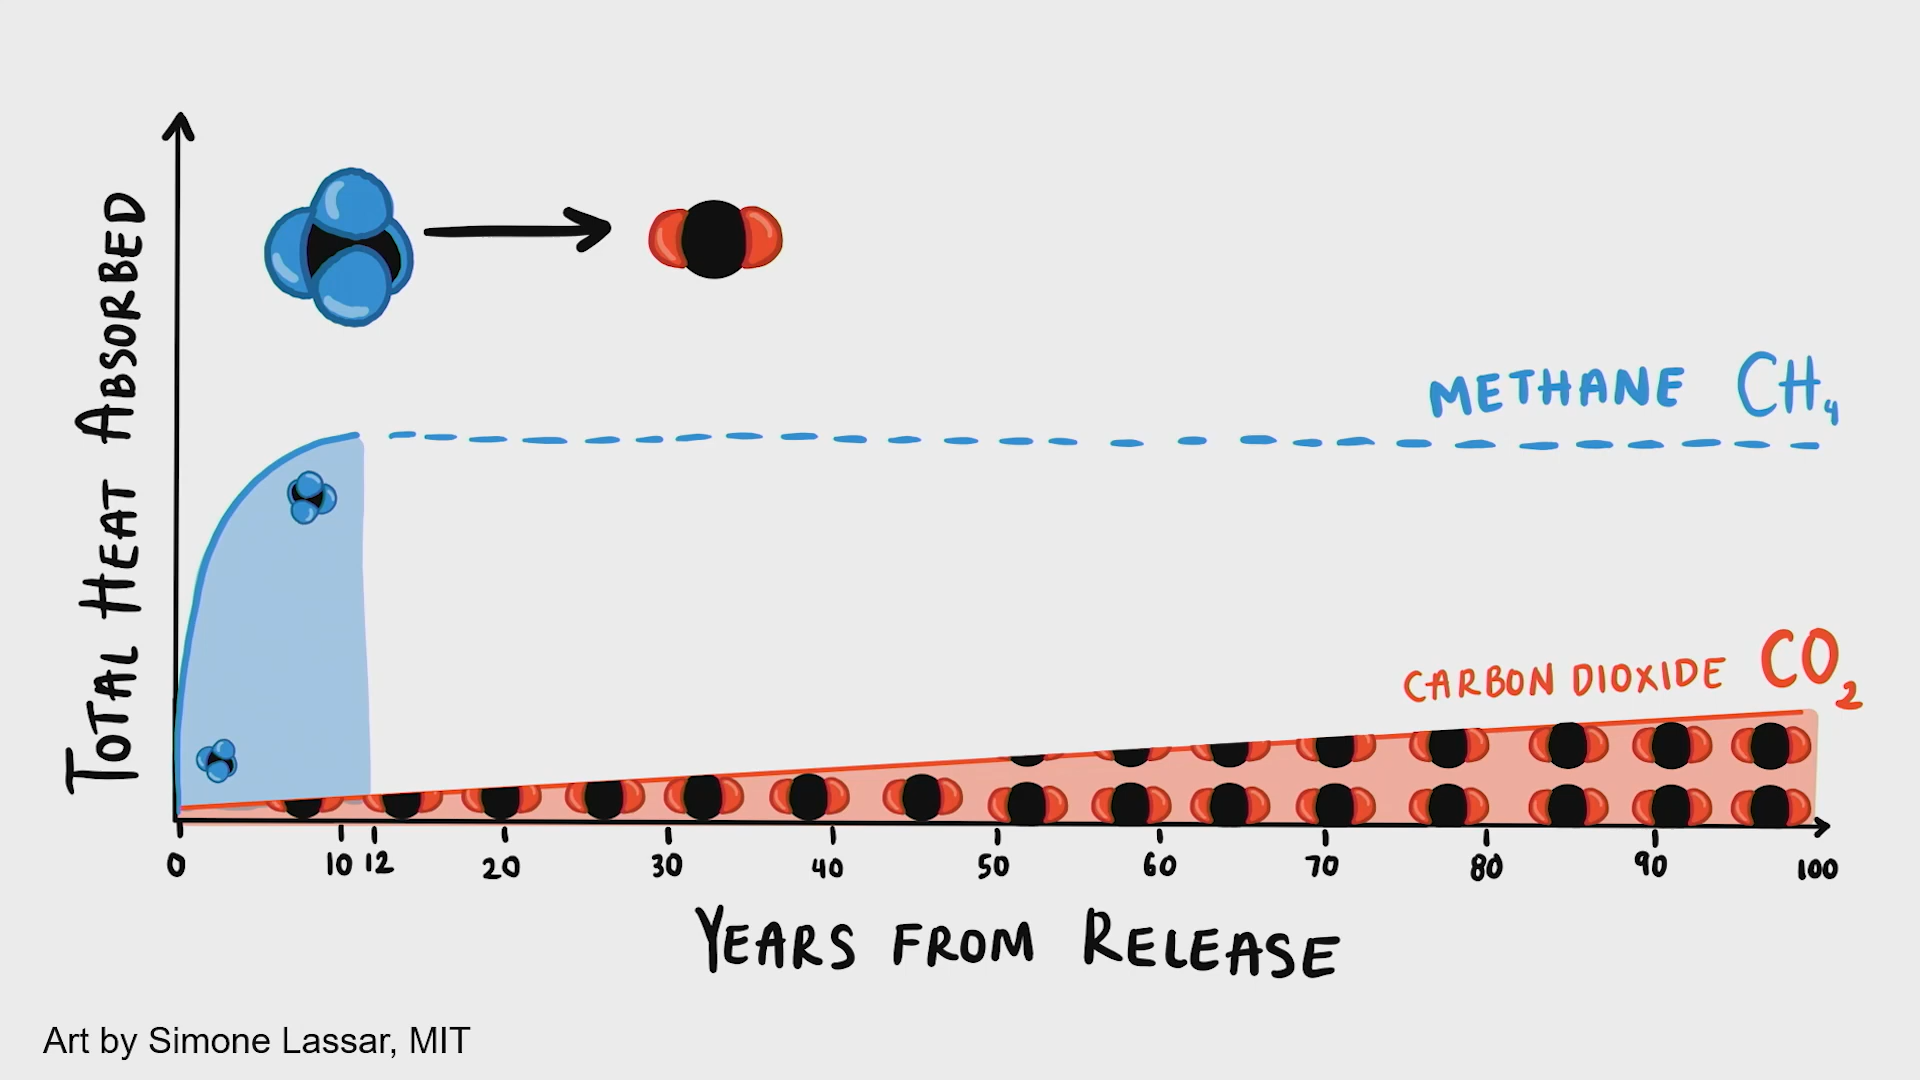 TOTAL HEAT ABSORBED
METHANE CH₄
CARBON DIOXIDE CO₂
0 10 12 20 30 40 50 60 70 80 90 100
YEARS FROM RELEASE
Art by Simone Lassar, MIT